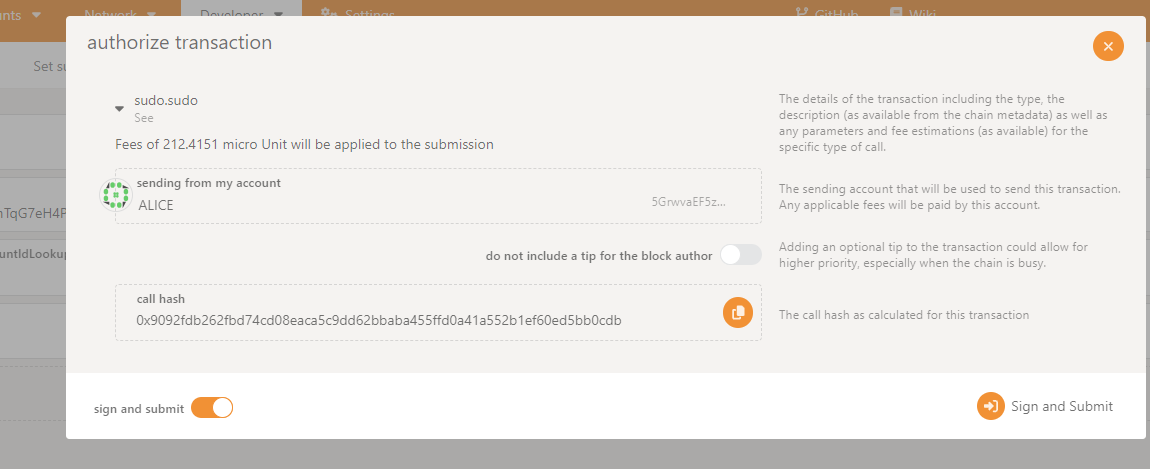 Network
Developer
Settings
GitHub
Wiki
authorize transaction
Set
sudo.sudo
See
Fees of 212.4151 micro Unit will be applied to the submission
The details of the transaction including the type, the
description (as available from the chain metadata) as well as
any parameters and fee estimations (as available) for the
specific type of call.
sending from my account
ALICE
5GrwvaEF5z...
The sending account that will be used to send this transaction.
Any applicable fees will be paid by this account.
do not include a tip for the block author
Adding an optional tip to the transaction could allow for
higher priority, especially when the chain is busy.
call hash
0x9092fdb262fbd74cd08eaca5c9dd62bbaba455ffd0a41a552b1ef60ed5bb0cdb
The call hash as calculated for this transaction
sign and submit
Sign and Submit